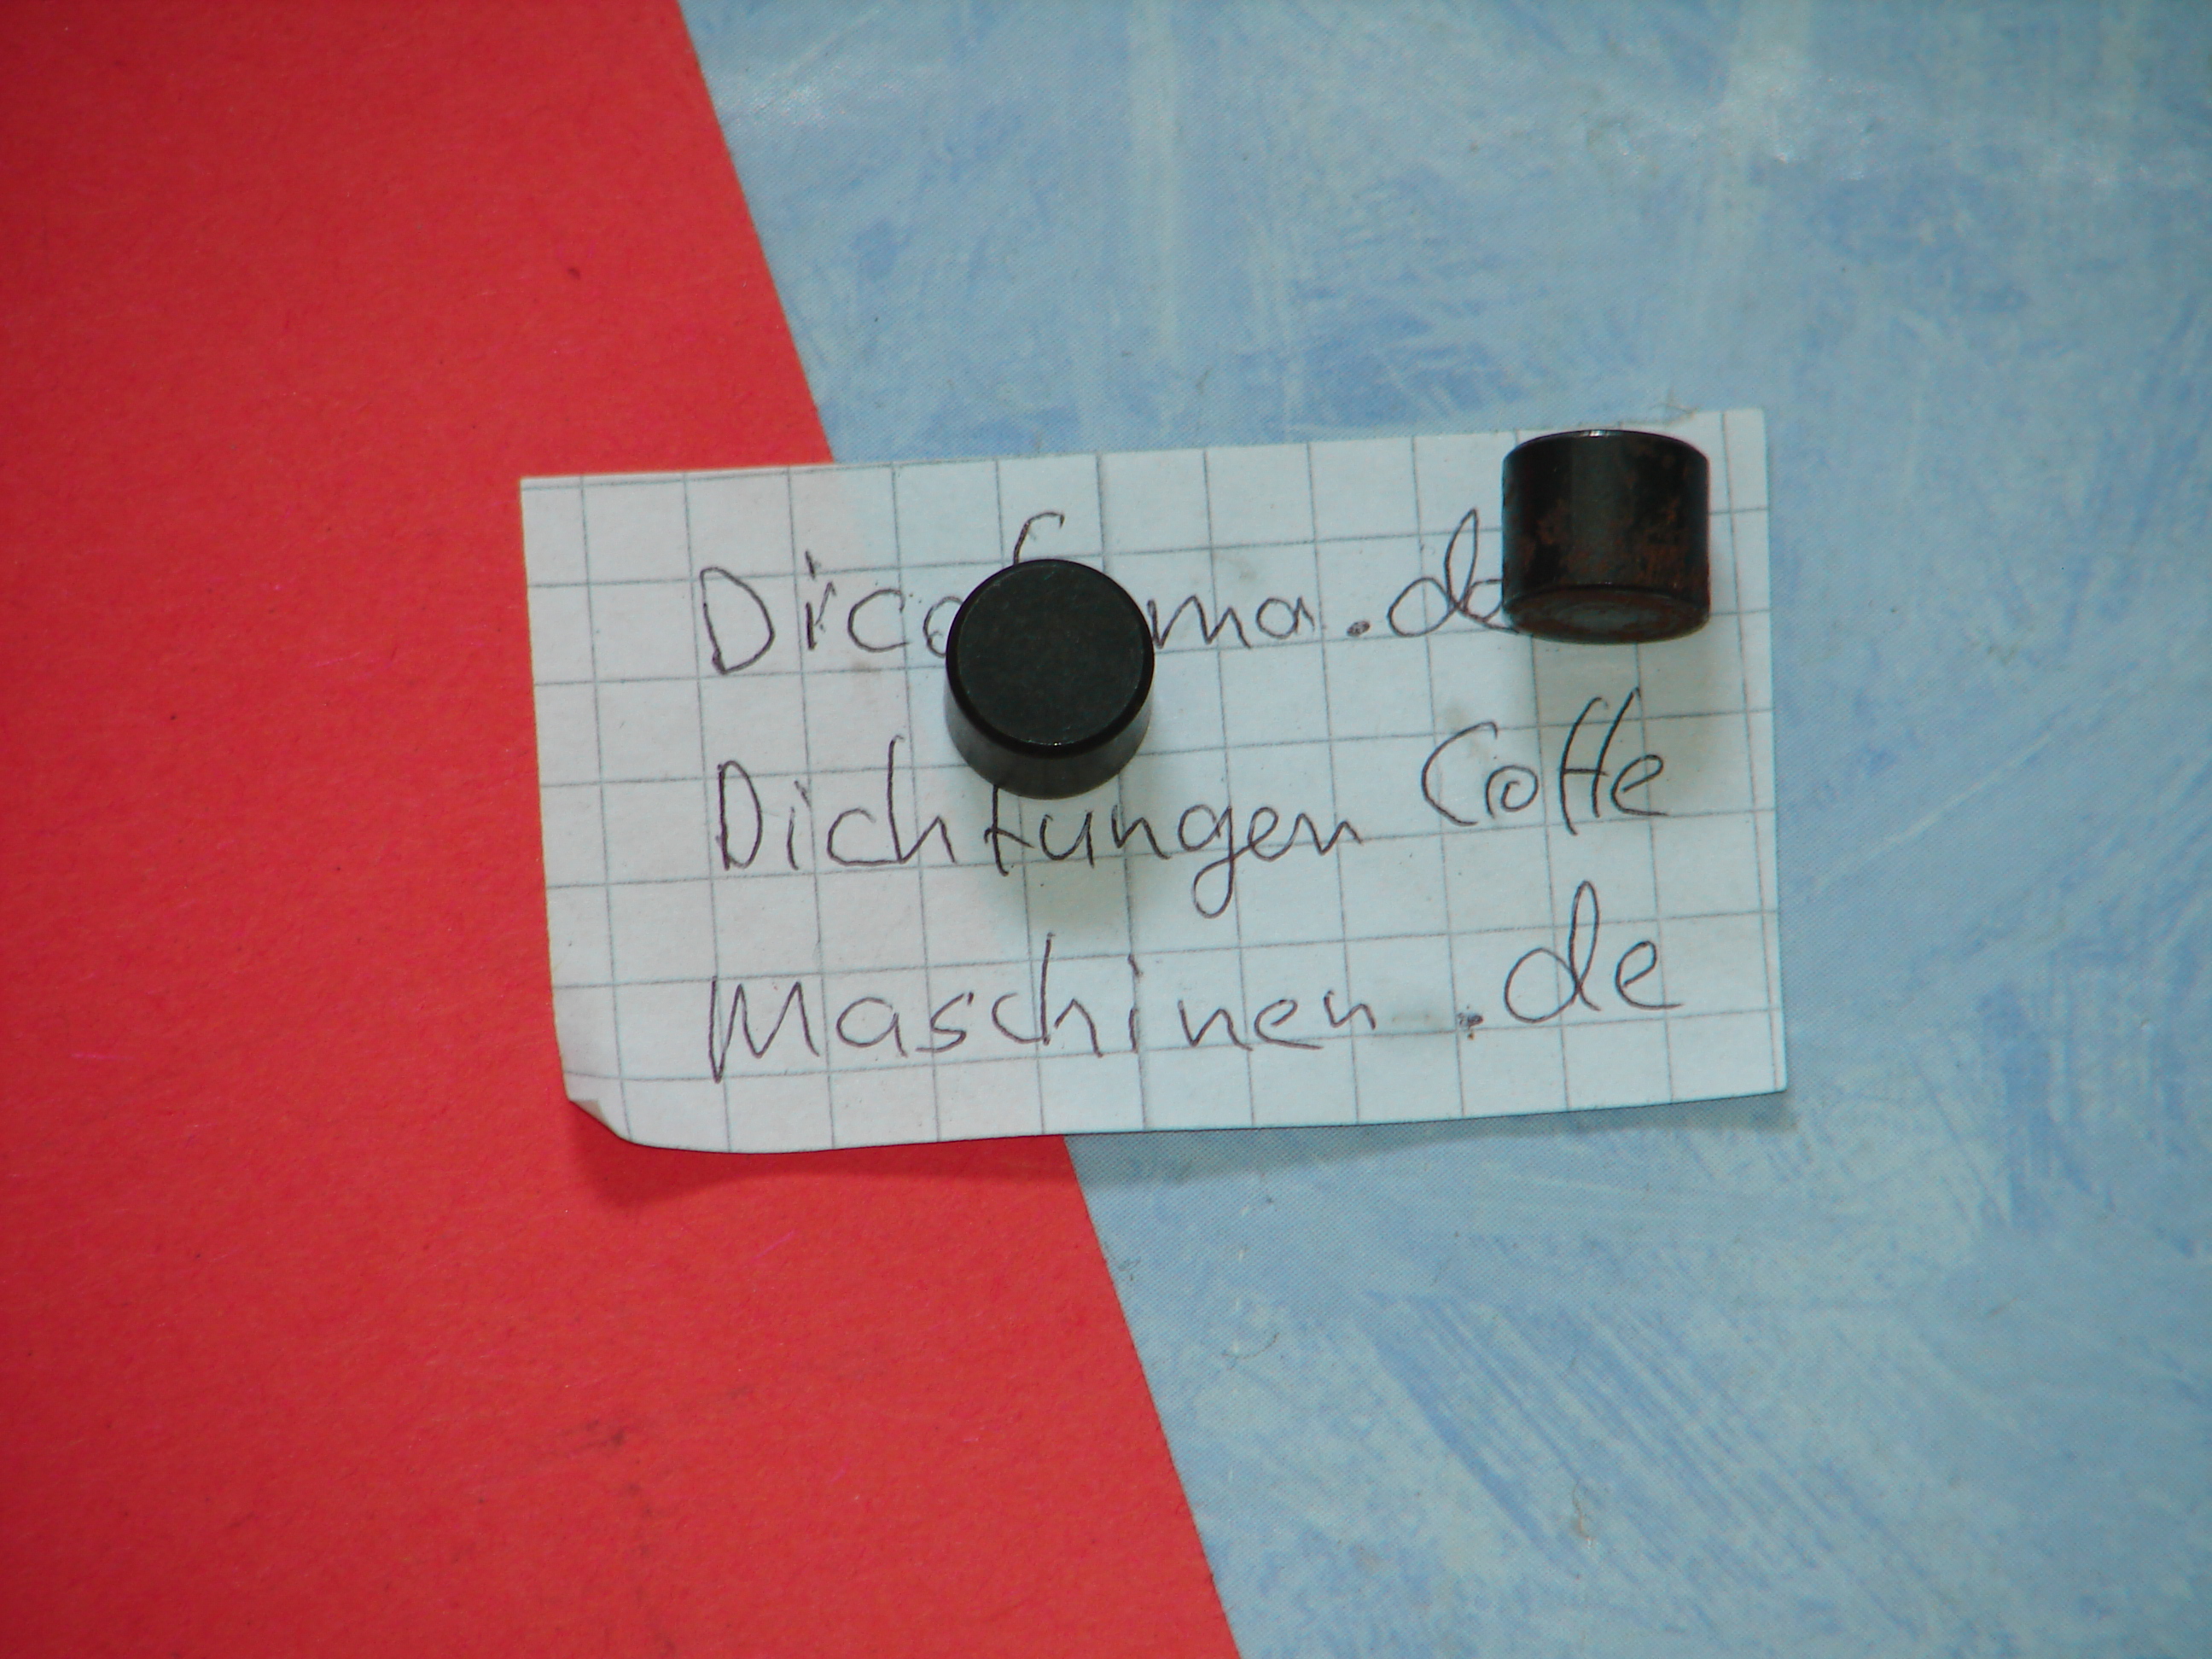 Dichtungen Coffe
Maschinen .de